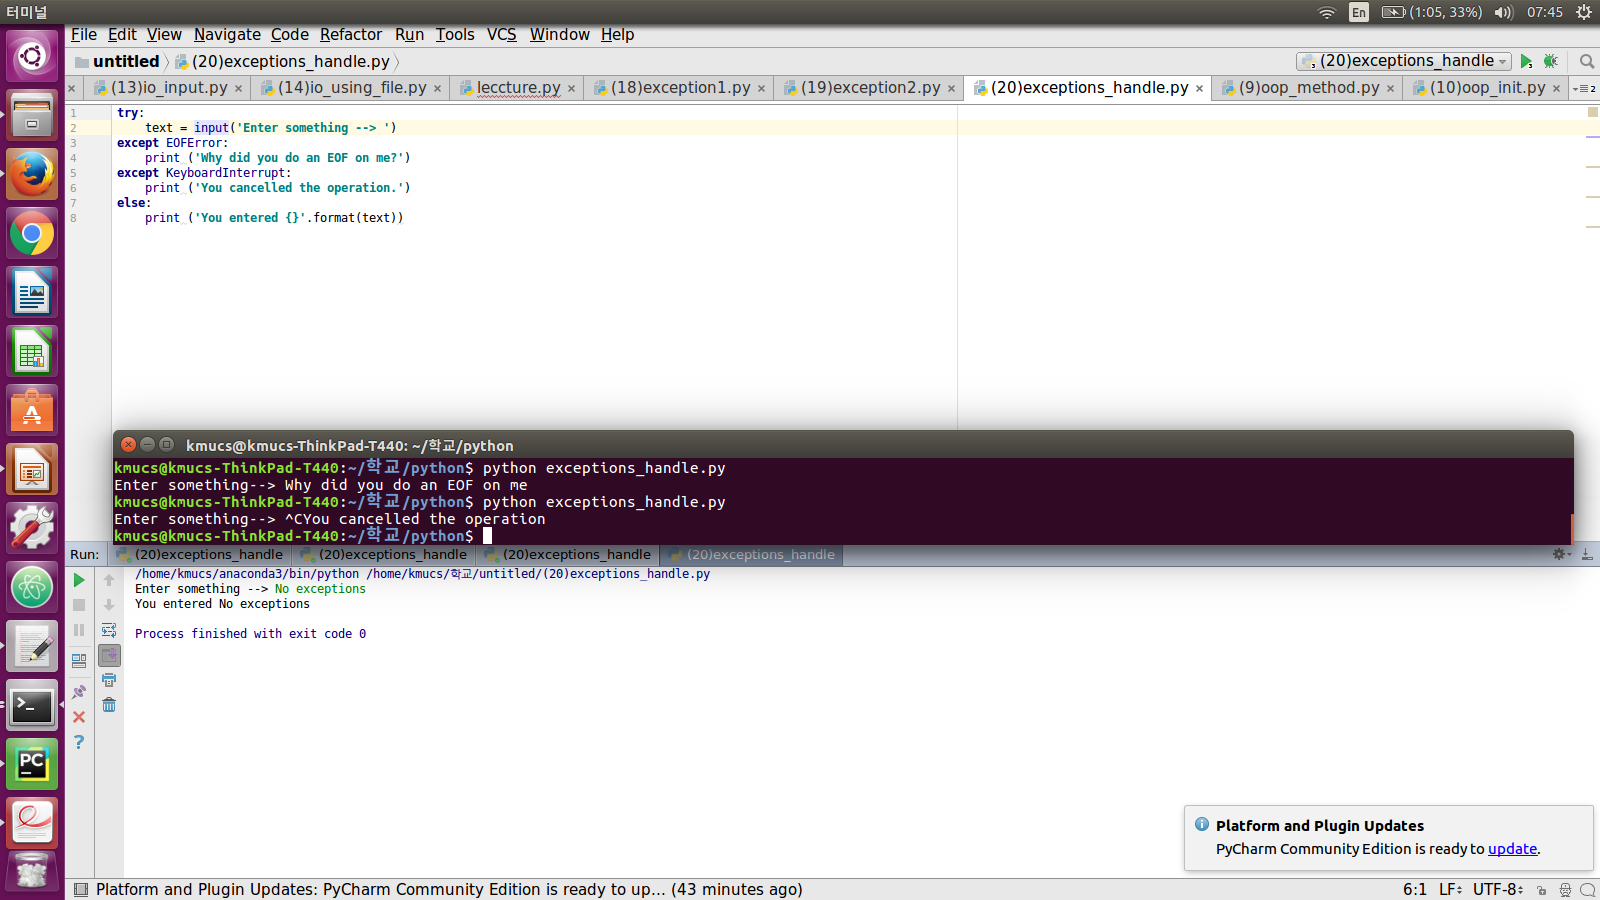 터미널
En (1:05, 33%) 07:45
File Edit View Navigate Code Refactor Run Tools VCS Window Help
untitled (20)exceptions_handle.py
(20)exceptions_handle
(13)io_input.py (14)io_using_file.py leccture.py (18)exception1.py (19)exception2.py (20)exceptions_handle.py (9)oop_method.py (10)oop_init.py 2
1 try:
2 text = input('Enter something --> ')
3 except EOFError:
4 print ('Why did you do an EOF on me?')
5 except KeyboardInterrupt:
6 print ('You cancelled the operation.')
7 else:
8 print ('You entered {}'.format(text))
kmucs@kmucs-ThinkPad-T440: ~/학교/python
kmucs@kmucs-ThinkPad-T440:~/학교/python$ python exceptions_handle.py
Enter something--> Why did you do an EOF on me
kmucs@kmucs-ThinkPad-T440:~/학교/python$ python exceptions_handle.py
Enter something--> ^CYou cancelled the operation
kmucs@kmucs-ThinkPad-T440:~/학교/python$
Run: (20)exceptions_handle (20)exceptions_handle (20)exceptions_handle (20)exceptions_handle
/home/kmucs/anaconda3/bin/python /home/kmucs/학교/untitled/(20)exceptions_handle.py
Enter something --> No exceptions
You entered No exceptions
Process finished with exit code 0
PC
Platform and Plugin Updates
PyCharm Community Edition is ready to update.
Platform and Plugin Updates: PyCharm Community Edition is ready to up... (43 minutes ago)
6:1 LF UTF-8